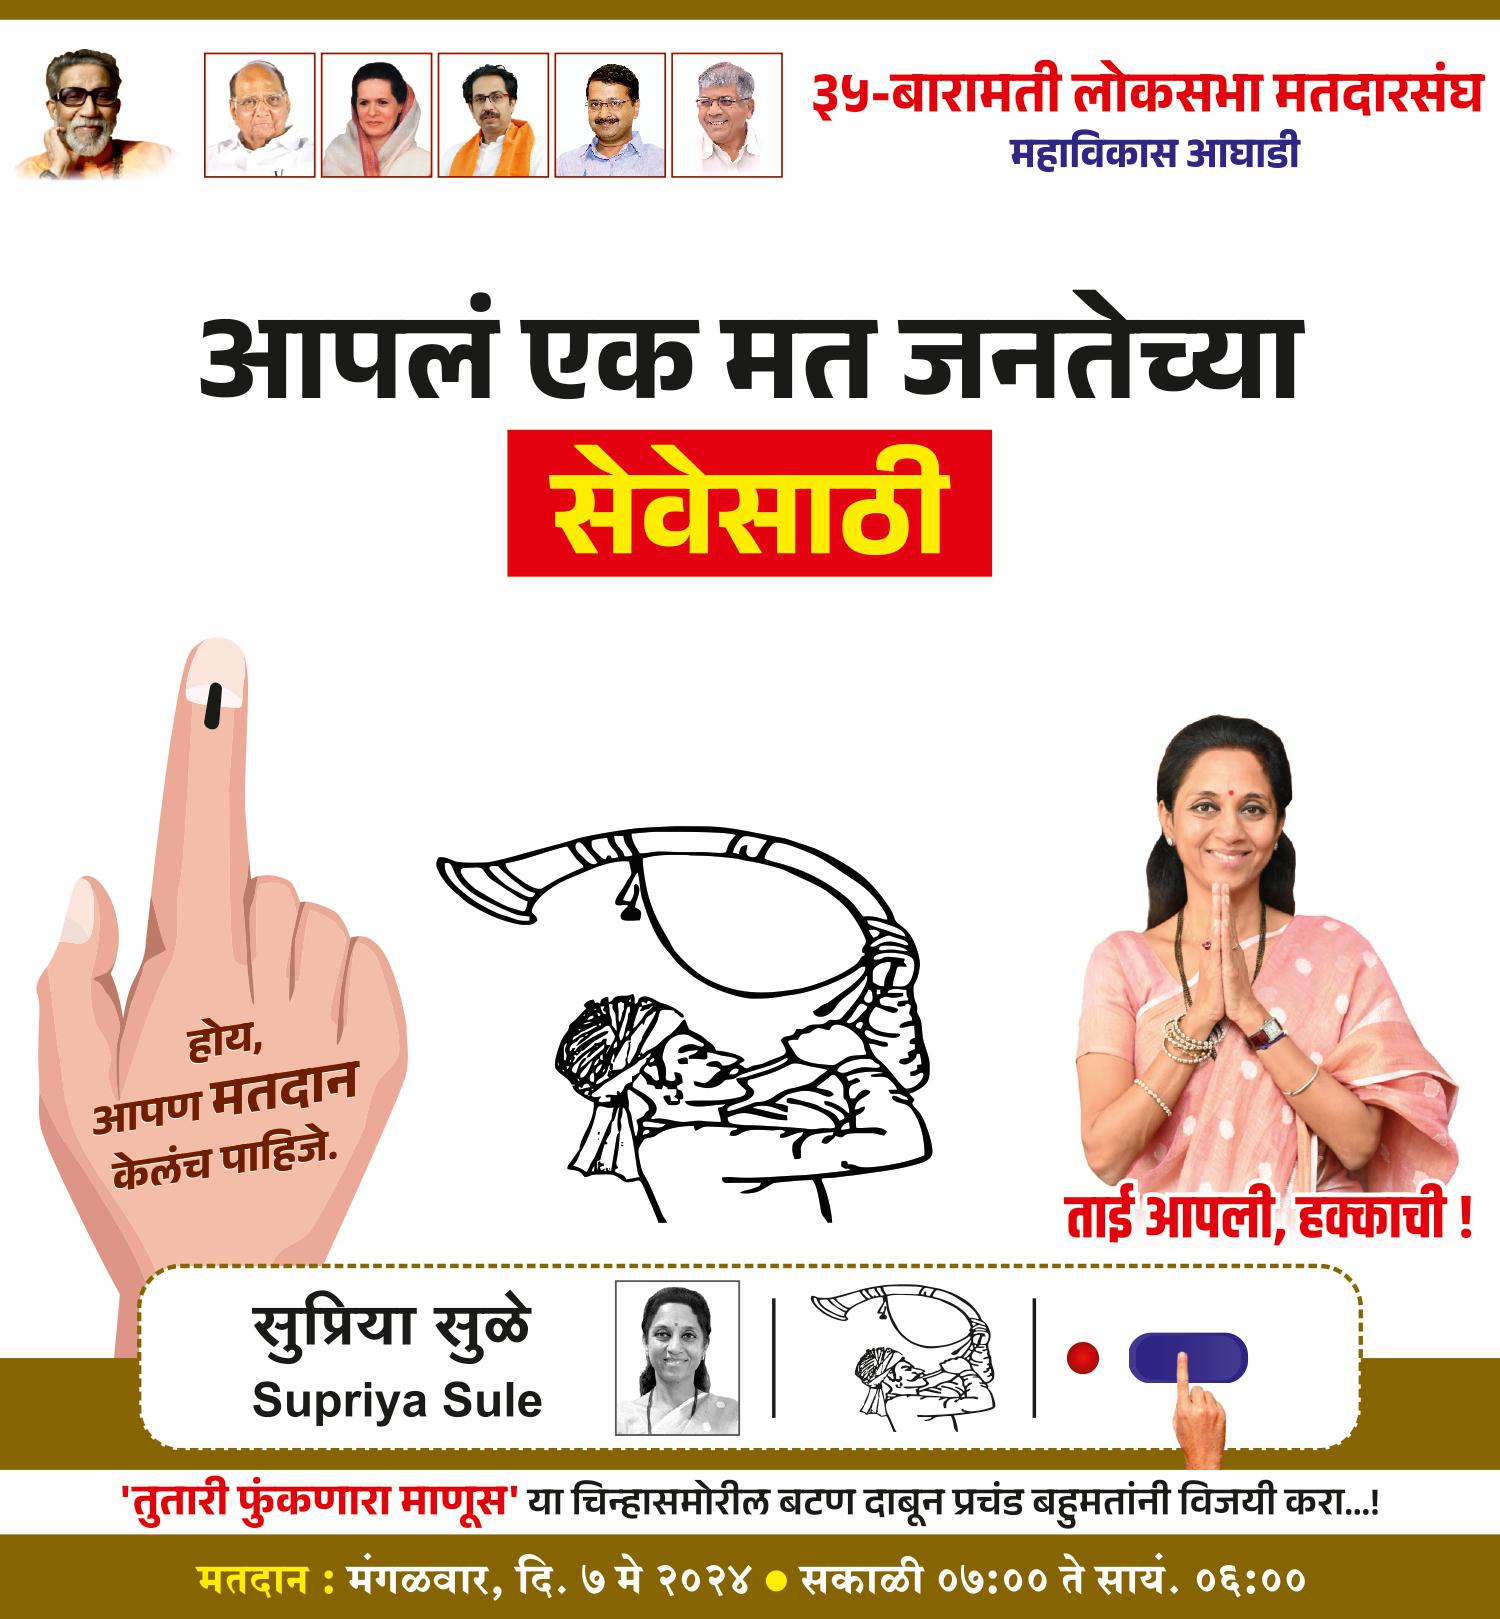 ३५-बारामती लोकसभा मतदारसंघ
महाविकास आघाडी
आपलं एक मत जनतेच्या
सेवेसाठी
होय,
आपण मतदान
केलंच पाहिजे.
ताई आपली, हक्काची !
सुप्रिया सुळे
Supriya Sule
'तुतारी फुंकणारा माणूस' या चिन्हासमोरील बटण दाबून प्रचंड बहुमतांनी विजयी करा...!
मतदान : मंगळवार, दि. ७ मे २०२४ ● सकाळी ०७:०० ते सायं. ०६:००